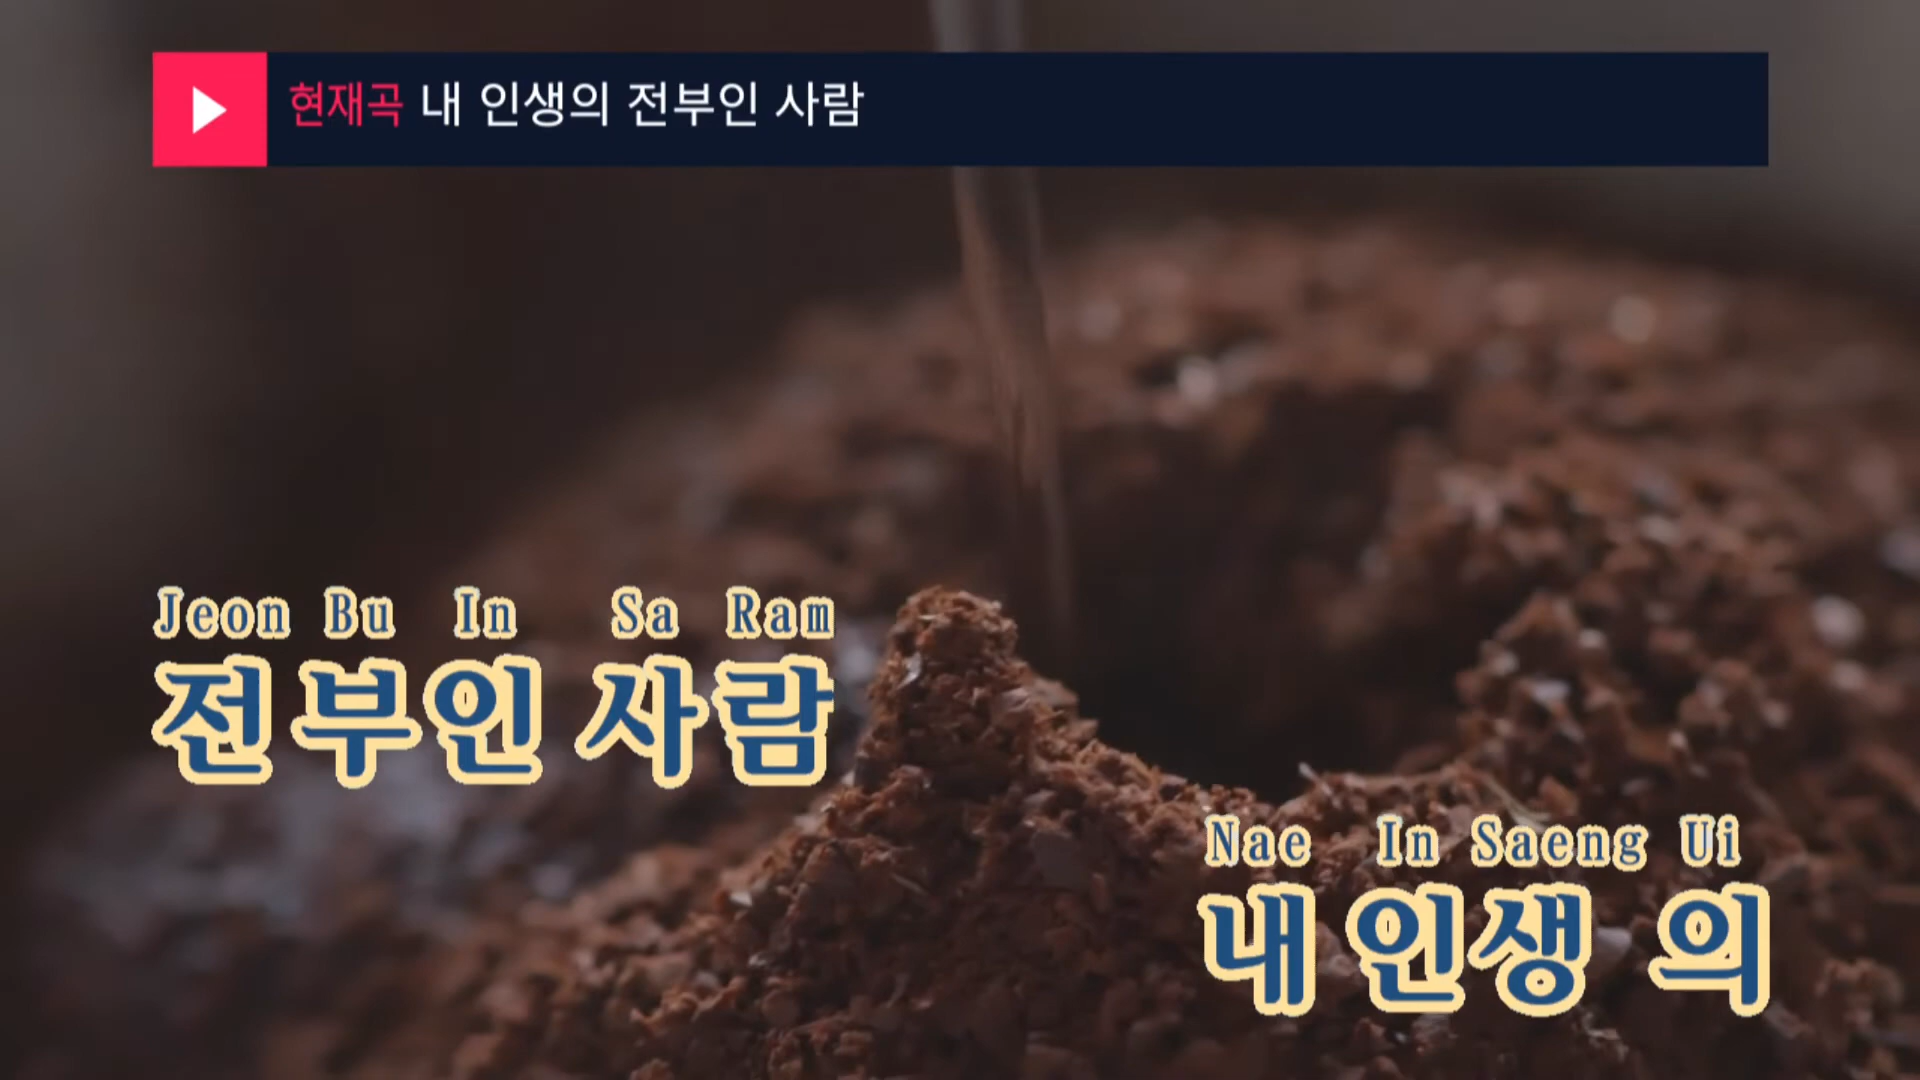 현재곡 내 인생의 전부인 사람
Jeon Bu In Sa Ram
전부인 사람
Nae In Saeng Ui
내 인생 의